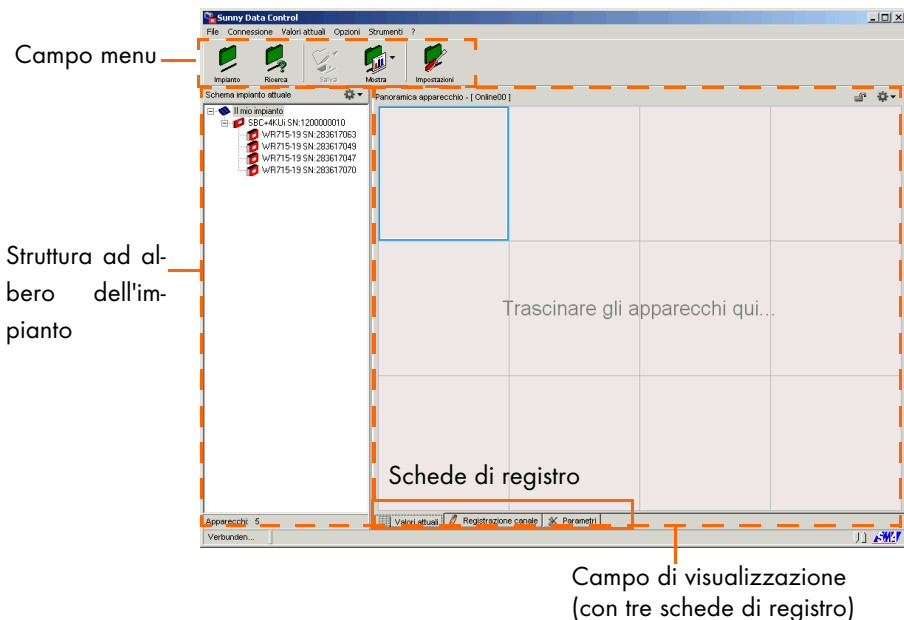 Sunny Data Control
File Connessione Valori attuali Opzioni Strumenti ?
Campo menu
Impianto Ricerca Salva Mostra Impostazioni
Schema impianto attuale
Panoramica apparecchio - [ Online00 ]
Il mio impianto
SBC+4KUi SN:1200000010
WR715-19 SN:283617063
WR715-19 SN:283617049
WR715-19 SN:283617047
WR715-19 SN:283617070
Struttura ad al-
bero dell'im-
pianto
Trascinare gli apparecchi qui...
Schede di registro
Apparecchi: 5
Valori attuali Registrazione canale Parametri
Verbunden...
SMA
Campo di visualizzazione
(con tre schede di registro)